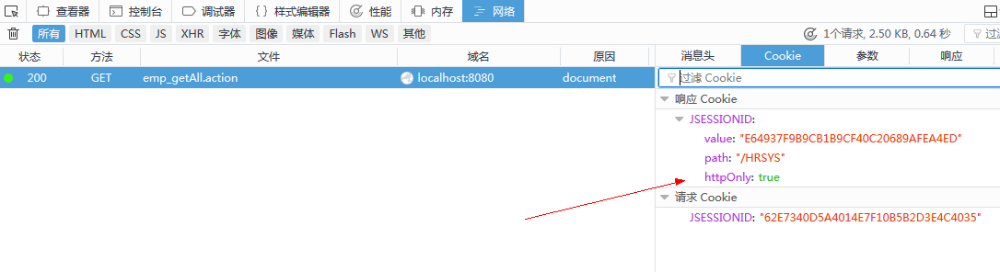 查看器 控制台 调试器 { } 样式编辑器 性能 内存 网络
所有 HTML CSS JS XHR 字体 图像 媒体 Flash WS 其他 1个请求, 2.50 KB, 0.64 秒 过滤
状态 方法 文件 域名 原因 消息头 Cookie 参数 响应
200 GET emp_getAll.action localhost:8080 document
过滤 Cookie
响应 Cookie
JSESSIONID:
value: "E64937F9B9CB1B9CF40C20689AFEA4ED"
path: "/HRSYS"
httpOnly: true
请求 Cookie
JSESSIONID: "62E7340D5A4014E7F10B5B2D3E4C4035"